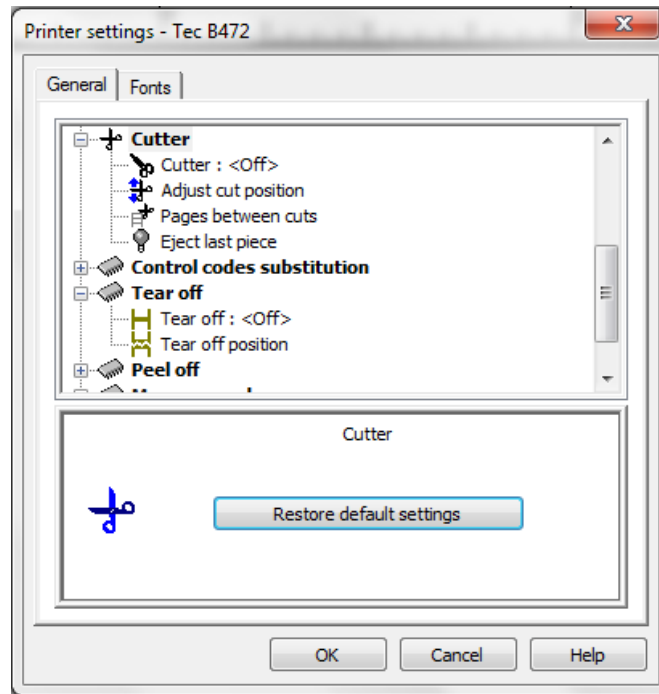 Printer settings - Tec B472
General Fonts
Cutter
Cutter : <Off>
Adjust cut position
Pages between cuts
Eject last piece
Control codes substitution
Tear off
Tear off : <Off>
Tear off position
Peel off
Cutter
Restore default settings
OK Cancel Help